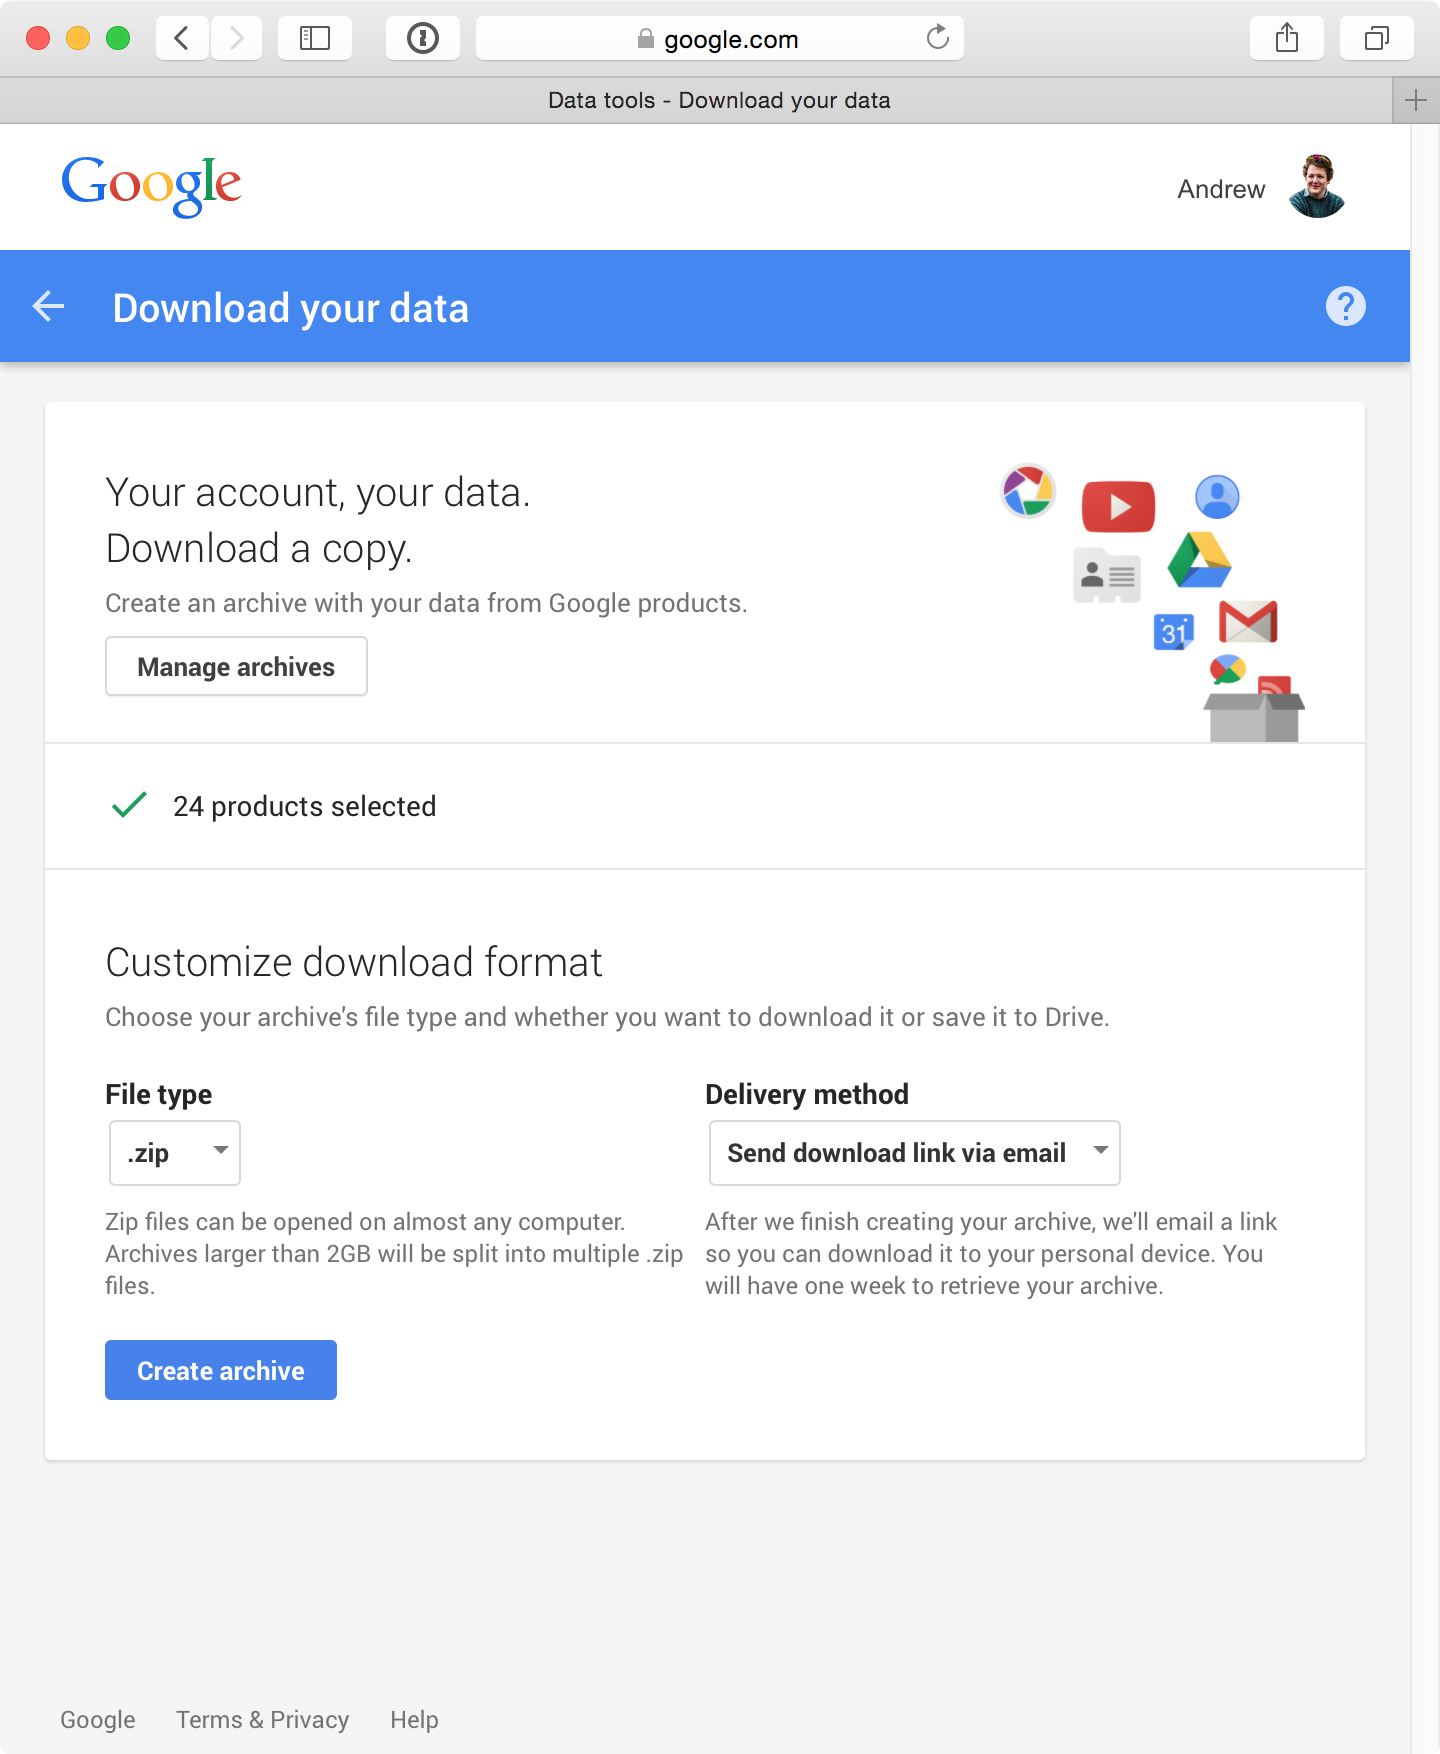 google.com
Data tools - Download your data
Google
Andrew
Download your data
?
Your account, your data.
Download a copy.
Create an archive with your data from Google products.
Manage archives
31
24 products selected
Customize download format
Choose your archive's file type and whether you want to download it or save it to Drive.
File type
.zip
Zip files can be opened on almost any computer.
Archives larger than 2GB will be split into multiple .zip
files.
Delivery method
Send download link via email
After we finish creating your archive, we'll email a link
so you can download it to your personal device. You
will have one week to retrieve your archive.
Create archive
Google Terms & Privacy Help